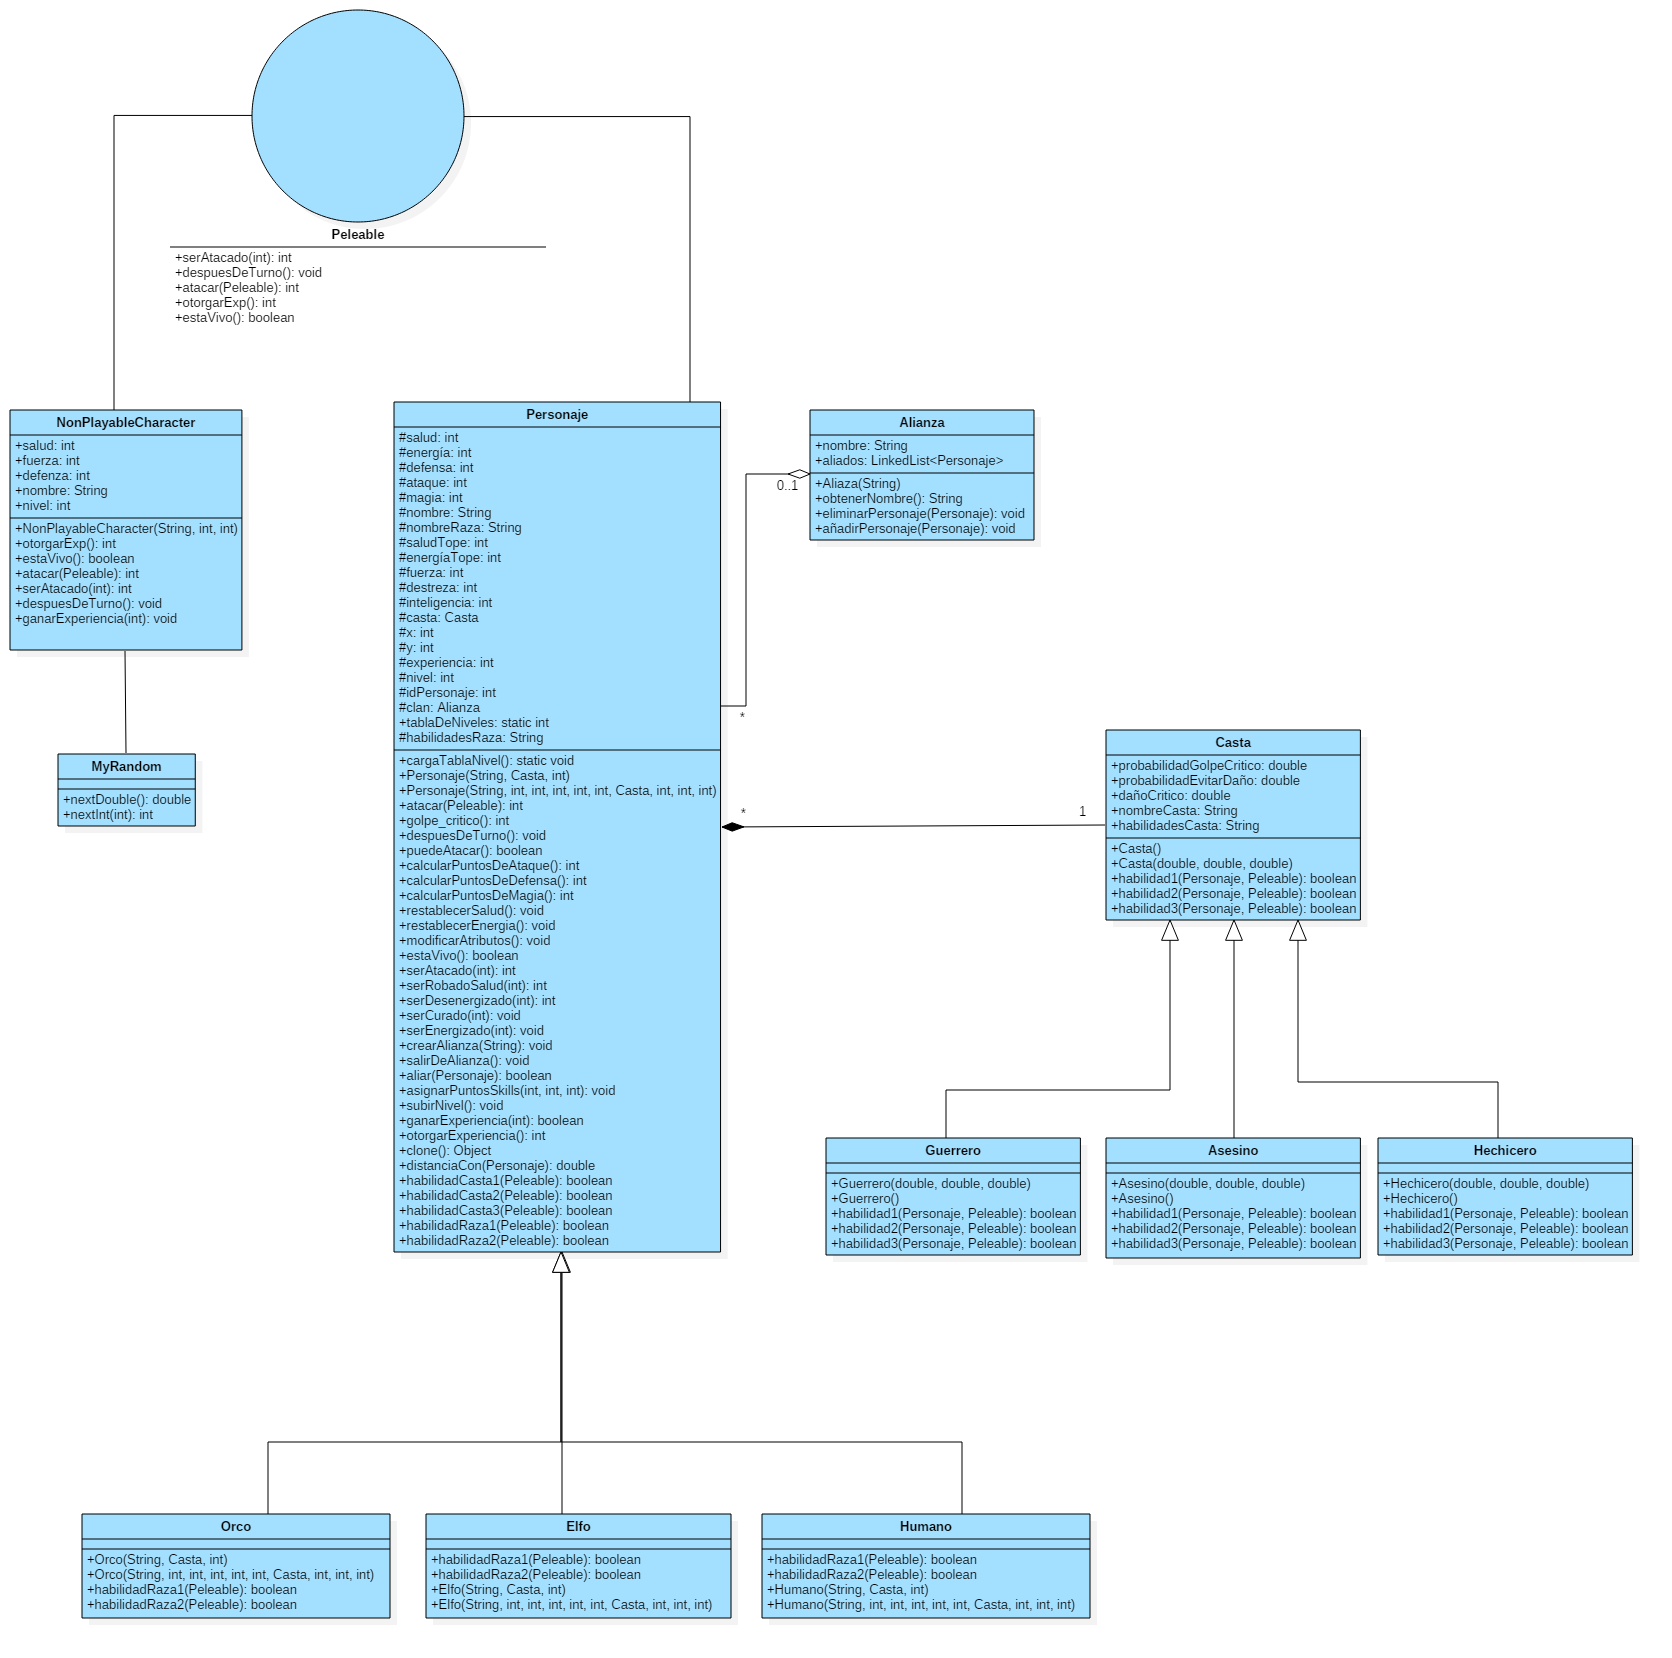 Peleable
+serAtacado(int): int
+despuesDeTurno(): void
+atacar(Peleable): int
+otorgarExp(): int
+estaVivo(): boolean
NonPlayableCharacter
+salud: int
+fuerza: int
+defenza: int
+nombre: String
+nivel: int
+NonPlayableCharacter(String, int, int)
+otorgarExp(): int
+estaVivo(): boolean
+atacar(Peleable): int
+serAtacado(int): int
+despuesDeTurno(): void
+ganarExperiencia(int): void
MyRandom
+nextDouble(): double
+nextInt(int): int
Personaje
#salud: int
#energía: int
#defensa: int
#ataque: int
#magia: int
#nombre: String
#nombreRaza: String
#saludTope: int
#energíaTope: int
#fuerza: int
#destreza: int
#inteligencia: int
#casta: Casta
#x: int
#y: int
#experiencia: int
#nivel: int
#idPersonaje: int
#clan: Alianza
+tablaDeNiveles: static int
#habilidadesRaza: String
+cargaTablaNivel(): static void
+Personaje(String, Casta, int)
+Personaje(String, int, int, int, int, int, Casta, int, int, int)
+atacar(Peleable): int
+golpe_critico(): int
+despuesDeTurno(): void
+puedeAtacar(): boolean
+calcularPuntosDeAtaque(): int
+calcularPuntosDeDefensa(): int
+calcularPuntosDeMagia(): int
+restablecerSalud(): void
+restablecerEnergia(): void
+modificarAtributos(): void
+estaVivo(): boolean
+serAtacado(int): int
+serRobadoSalud(int): int
+serDesenergizado(int): int
+serCurado(int): void
+serEnergizado(int): void
+crearAlianza(String): void
+salirDeAlianza(): void
+aliar(Personaje): boolean
+asignarPuntosSkills(int, int, int): void
+subirNivel(): void
+ganarExperiencia(int): boolean
+otorgarExperiencia(): int
+clone(): Object
+distanciaCon(Personaje): double
+habilidadCasta1(Peleable): boolean
+habilidadCasta2(Peleable): boolean
+habilidadCasta3(Peleable): boolean
+habilidadRaza1(Peleable): boolean
+habilidadRaza2(Peleable): boolean
Alianza
+nombre: String
+aliados: LinkedList<Personaje>
+Aliaza(String)
+obtenerNombre(): String
+eliminarPersonaje(Personaje): void
+añadirPersonaje(Personaje): void
0..1
*
*
1
Casta
+probabilidadGolpeCritico: double
+probabilidadEvitarDaño: double
+dañoCritico: double
+nombreCasta: String
+habilidadesCasta: String
+Casta()
+Casta(double, double, double)
+habilidad1(Personaje, Peleable): boolean
+habilidad2(Personaje, Peleable): boolean
+habilidad3(Personaje, Peleable): boolean
Guerrero
+Guerrero(double, double, double)
+Guerrero()
+habilidad1(Personaje, Peleable): boolean
+habilidad2(Personaje, Peleable): boolean
+habilidad3(Personaje, Peleable): boolean
Asesino
+Asesino(double, double, double)
+Asesino()
+habilidad1(Personaje, Peleable): boolean
+habilidad2(Personaje, Peleable): boolean
+habilidad3(Personaje, Peleable): boolean
Hechicero
+Hechicero(double, double, double)
+Hechicero()
+habilidad1(Personaje, Peleable): boolean
+habilidad2(Personaje, Peleable): boolean
+habilidad3(Personaje, Peleable): boolean
Orco
+Orco(String, Casta, int)
+Orco(String, int, int, int, int, int, Casta, int, int, int)
+habilidadRaza1(Peleable): boolean
+habilidadRaza2(Peleable): boolean
Elfo
+habilidadRaza1(Peleable): boolean
+habilidadRaza2(Peleable): boolean
+Elfo(String, Casta, int)
+Elfo(String, int, int, int, int, int, Casta, int, int, int)
Humano
+habilidadRaza1(Peleable): boolean
+habilidadRaza2(Peleable): boolean
+Humano(String, Casta, int)
+Humano(String, int, int, int, int, int, Casta, int, int, int)